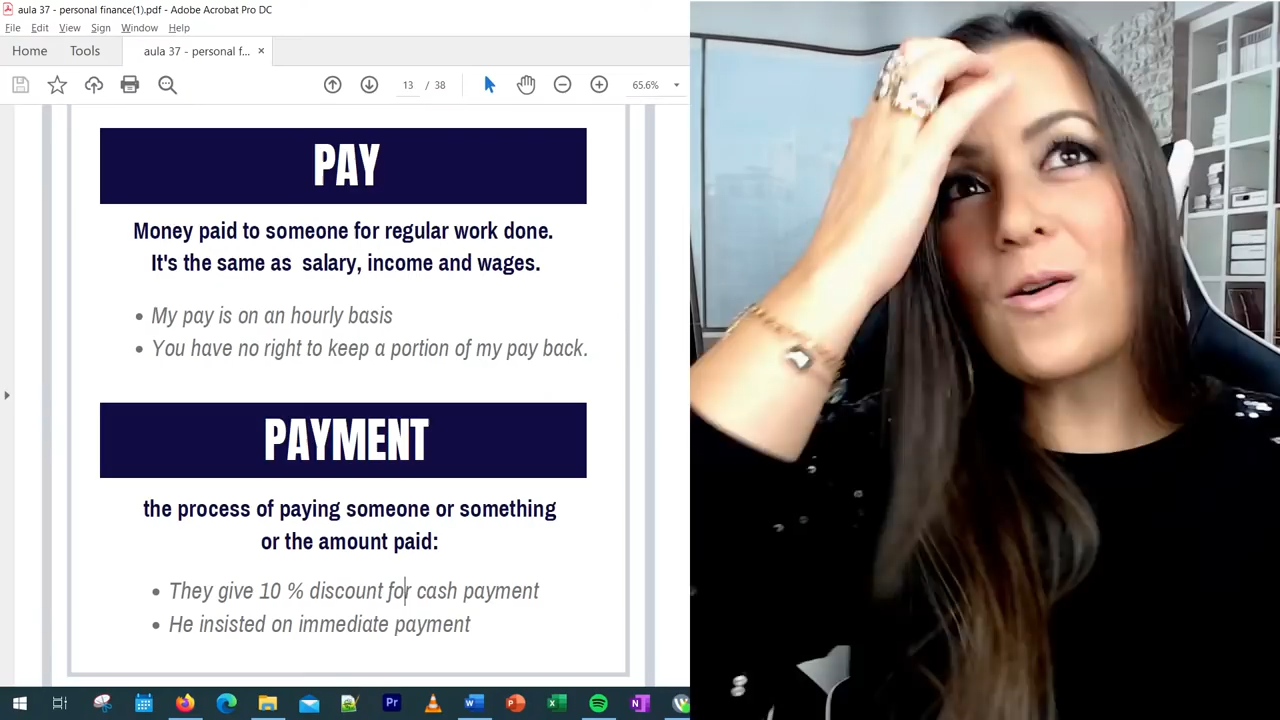 aula 37 - personal finance(1).pdf - Adobe Acrobat Pro DC
File Edit View Sign Window Help
Home Tools aula 37 - personal f... ×
13 / 38 65.6%
PAY
Money paid to someone for regular work done.
It's the same as salary, income and wages.
• My pay is on an hourly basis
• You have no right to keep a portion of my pay back.
PAYMENT
the process of paying someone or something
or the amount paid:
• They give 10 % discount for cash payment
• He insisted on immediate payment
Pr